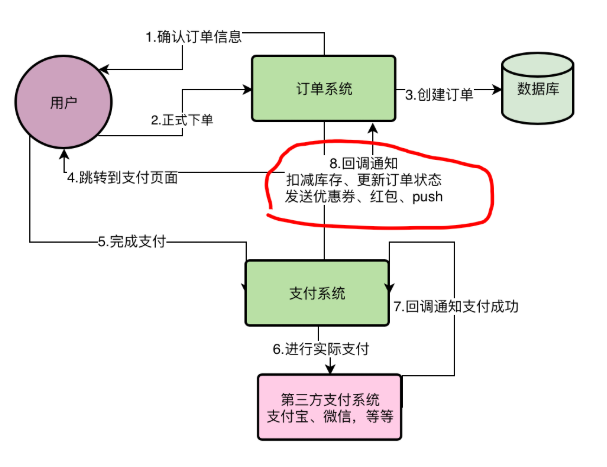 1.确认订单信息
用户
订单系统
3.创建订单
数据库
2.正式下单
8.回调通知
扣减库存、更新订单状态
发送优惠券、红包、push
4.跳转到支付页面
5.完成支付
支付系统
7.回调通知支付成功
6.进行实际支付
第三方支付系统
支付宝、微信，等等